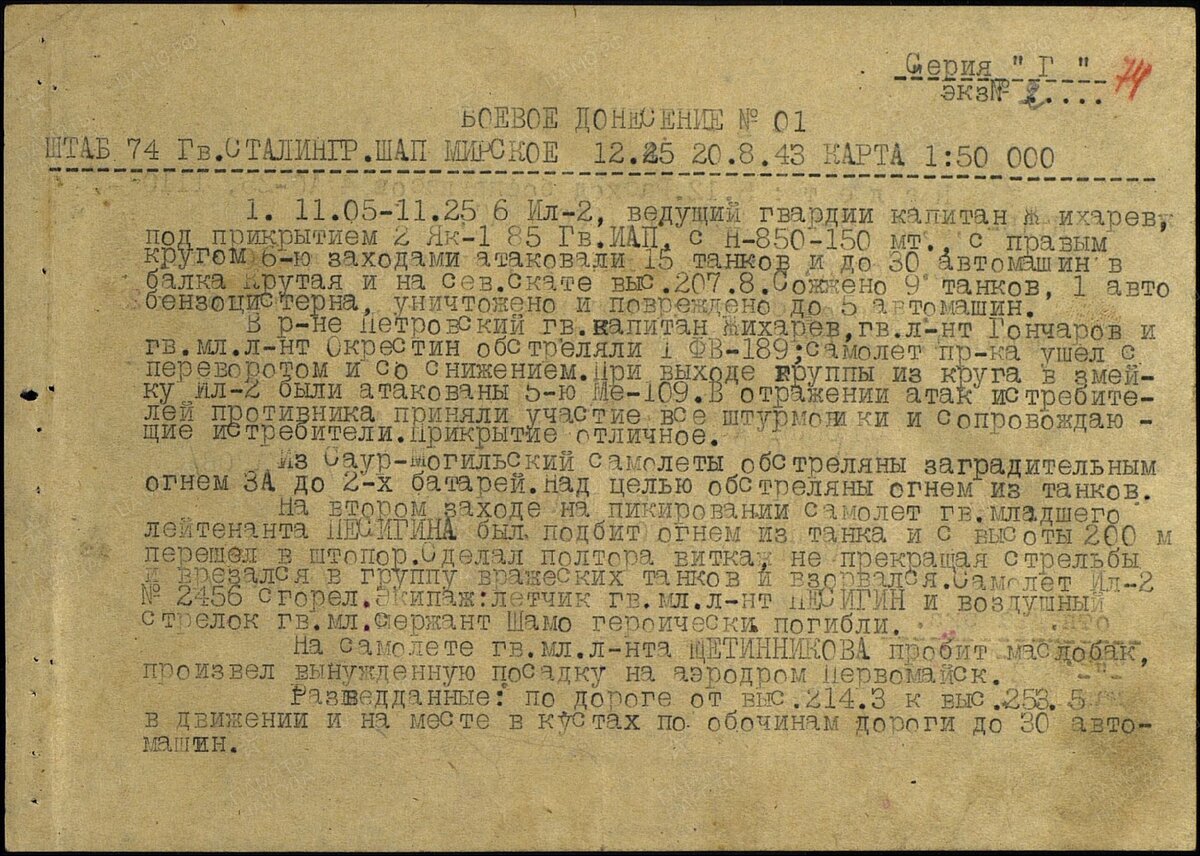 Серия "Г" 74
экз№ 2....
БОЕВОЕ ДОНЕСЕНИЕ № 01
ШТАБ 74 Гв.СТАЛИНГР.ШАП МИРСКОЕ 12.25 20.8.43 КАРТА 1:50 000
1. 11.05-11.25 6 Ил-2, ведущий гвардии капитан Жихарев,
под прикрытием 2 Як-1 85 Гв.ИАП, с Н-850-150 мт., с правым
кругом 6-ю заходами атаковали 15 танков и до 30 автомашин в
балка Крутая и на сев.скате выс.207.8.Сожжено 9 танков, 1 авто
бензоцистерна, уничтожено и повреждено до 5 автомашин.
В р-не Петровский гв.капитан Жихарев,гв.л-нт Гончаров и
гв.мл.л-нт Окрестин обстреляли 1 ФВ-189;самолет пр-ка ушел с
переворотом и со снижением.При выходе группы из круга в змей-
ку Ил-2 были атакованы 5-ю Ме-109.В отражении атак истребите-
лей противника приняли участие все штурмовики и сопровождаю -
щие истребители.Прикрытие отличное.
Из Саур-Могильский самолеты обстреляны заградительным
огнем ЗА до 2-х батарей.Над целью обстреляны огнем из танков.
На втором заходе на пикировании самолет гв.младшего
лейтенанта ПЕСИГИНА был подбит огнем из танка и с высоты 200 м
перешел в штопор.Сделал полтора витка, не прекращая стрельбы
и врезался в группу вражеских танков и взорвался.Самолет Ил-2
№ 2456 сгорел.Экипаж:летчик гв.мл.л-нт ПЕСИГИН и воздушный
стрелок гв.мл.сержант Шамо героически погибли.
На самолете гв.мл.л-нта ЩЕТИННИКОВА пробит маслобак,
произвел вынужденную посадку на аэродром Первомайск.
Разведданные: по дороге от выс.214.3 к выс.253.5
в движении и на месте в кустах по обочинам дороги до 30 авто-
машин.